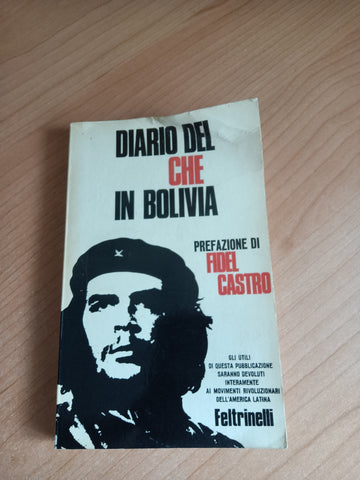 DIARIO DEL
CHE
IN BOLIVIA
PREFAZIONE DI
FIDEL
CASTRO
GLI UTILI
DI QUESTA PUBBLICAZIONE
SARANNO DEVOLUTI
INTERAMENTE
AI MOVIMENTI RIVOLUZIONARI
DELL'AMERICA LATINA
Feltrinelli